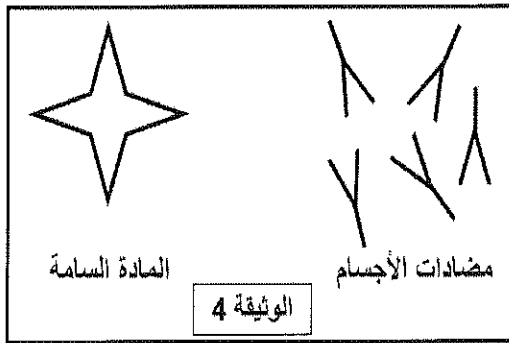 مضادات الأجسام
المادة السامة
الوثيقة 4